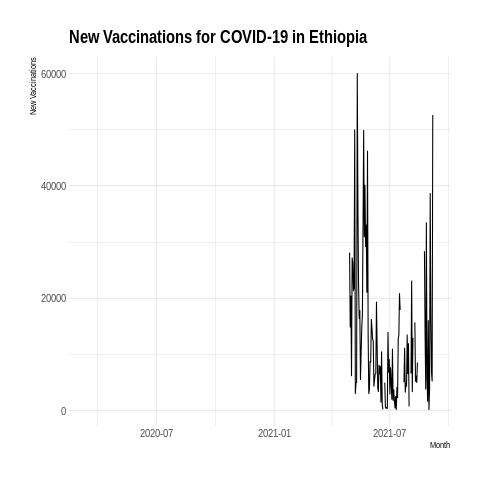 New Vaccinations for COVID-19 in Ethiopia
New Vaccinations
60000
40000
20000
0
2020-07
2021-01
2021-07
Month